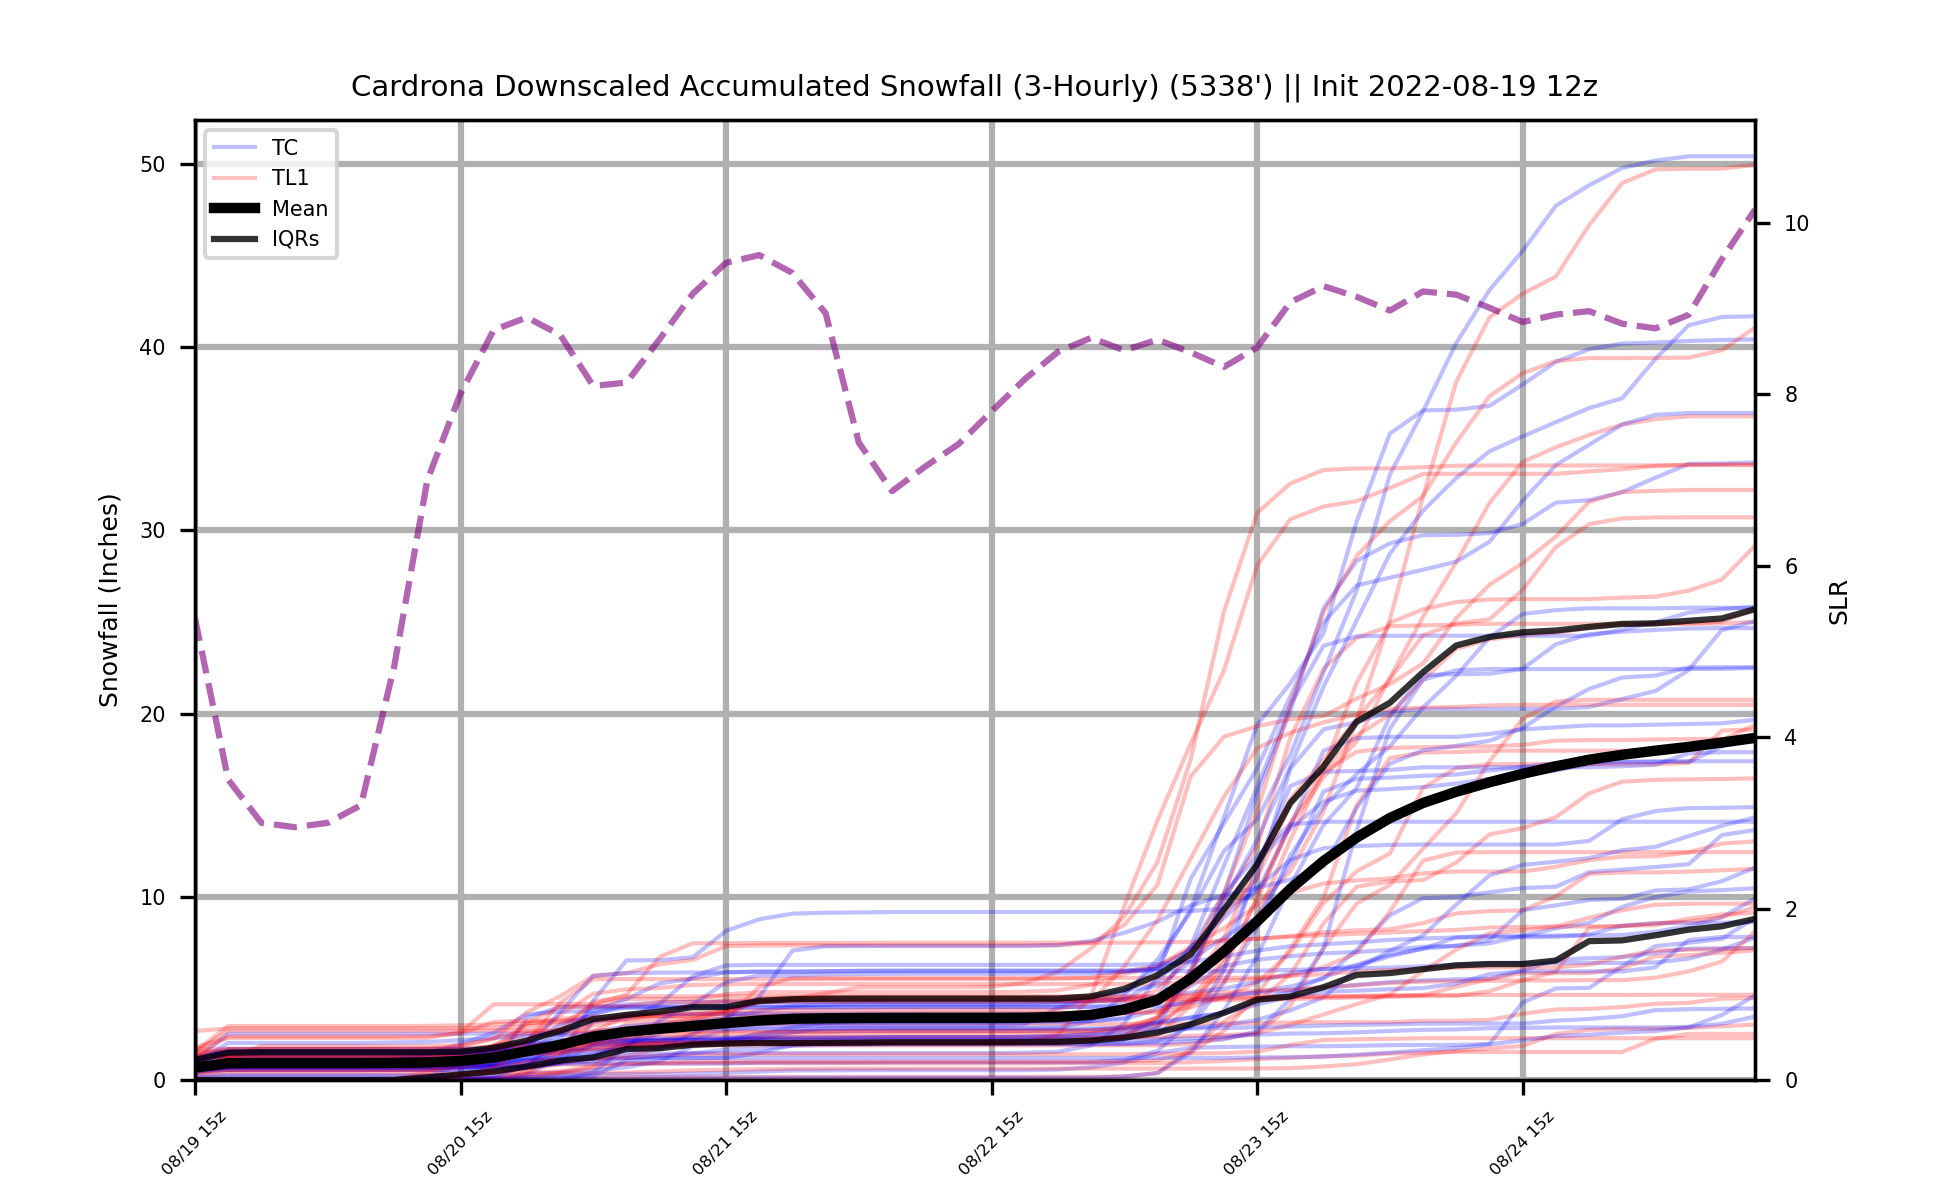 Cardrona Downscaled Accumulated Snowfall (3-Hourly) (5338') || Init 2022-08-19 12z
TC
TL1
Mean
IQRs
Snowfall (Inches)
50
40
30
20
10
0
10
8
6
4
2
0
SLR
08/19 15z
08/20 15z
08/21 15z
08/22 15z
08/23 15z
08/24 15z